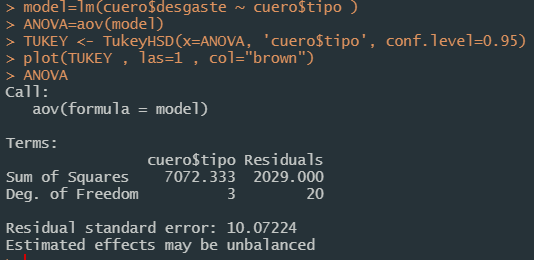 > model=lm(cuero$desgaste ~ cuero$tipo )
> ANOVA=aov(model)
> TUKEY <- TukeyHSD(x=ANOVA, 'cuero$tipo', conf.level=0.95)
> plot(TUKEY , las=1 , col="brown")
> ANOVA
Call:
   aov(formula = model)

Terms:
                cuero$tipo Residuals
Sum of Squares    7072.333  2029.000
Deg. of Freedom          3        20

Residual standard error: 10.07224
Estimated effects may be unbalanced
>